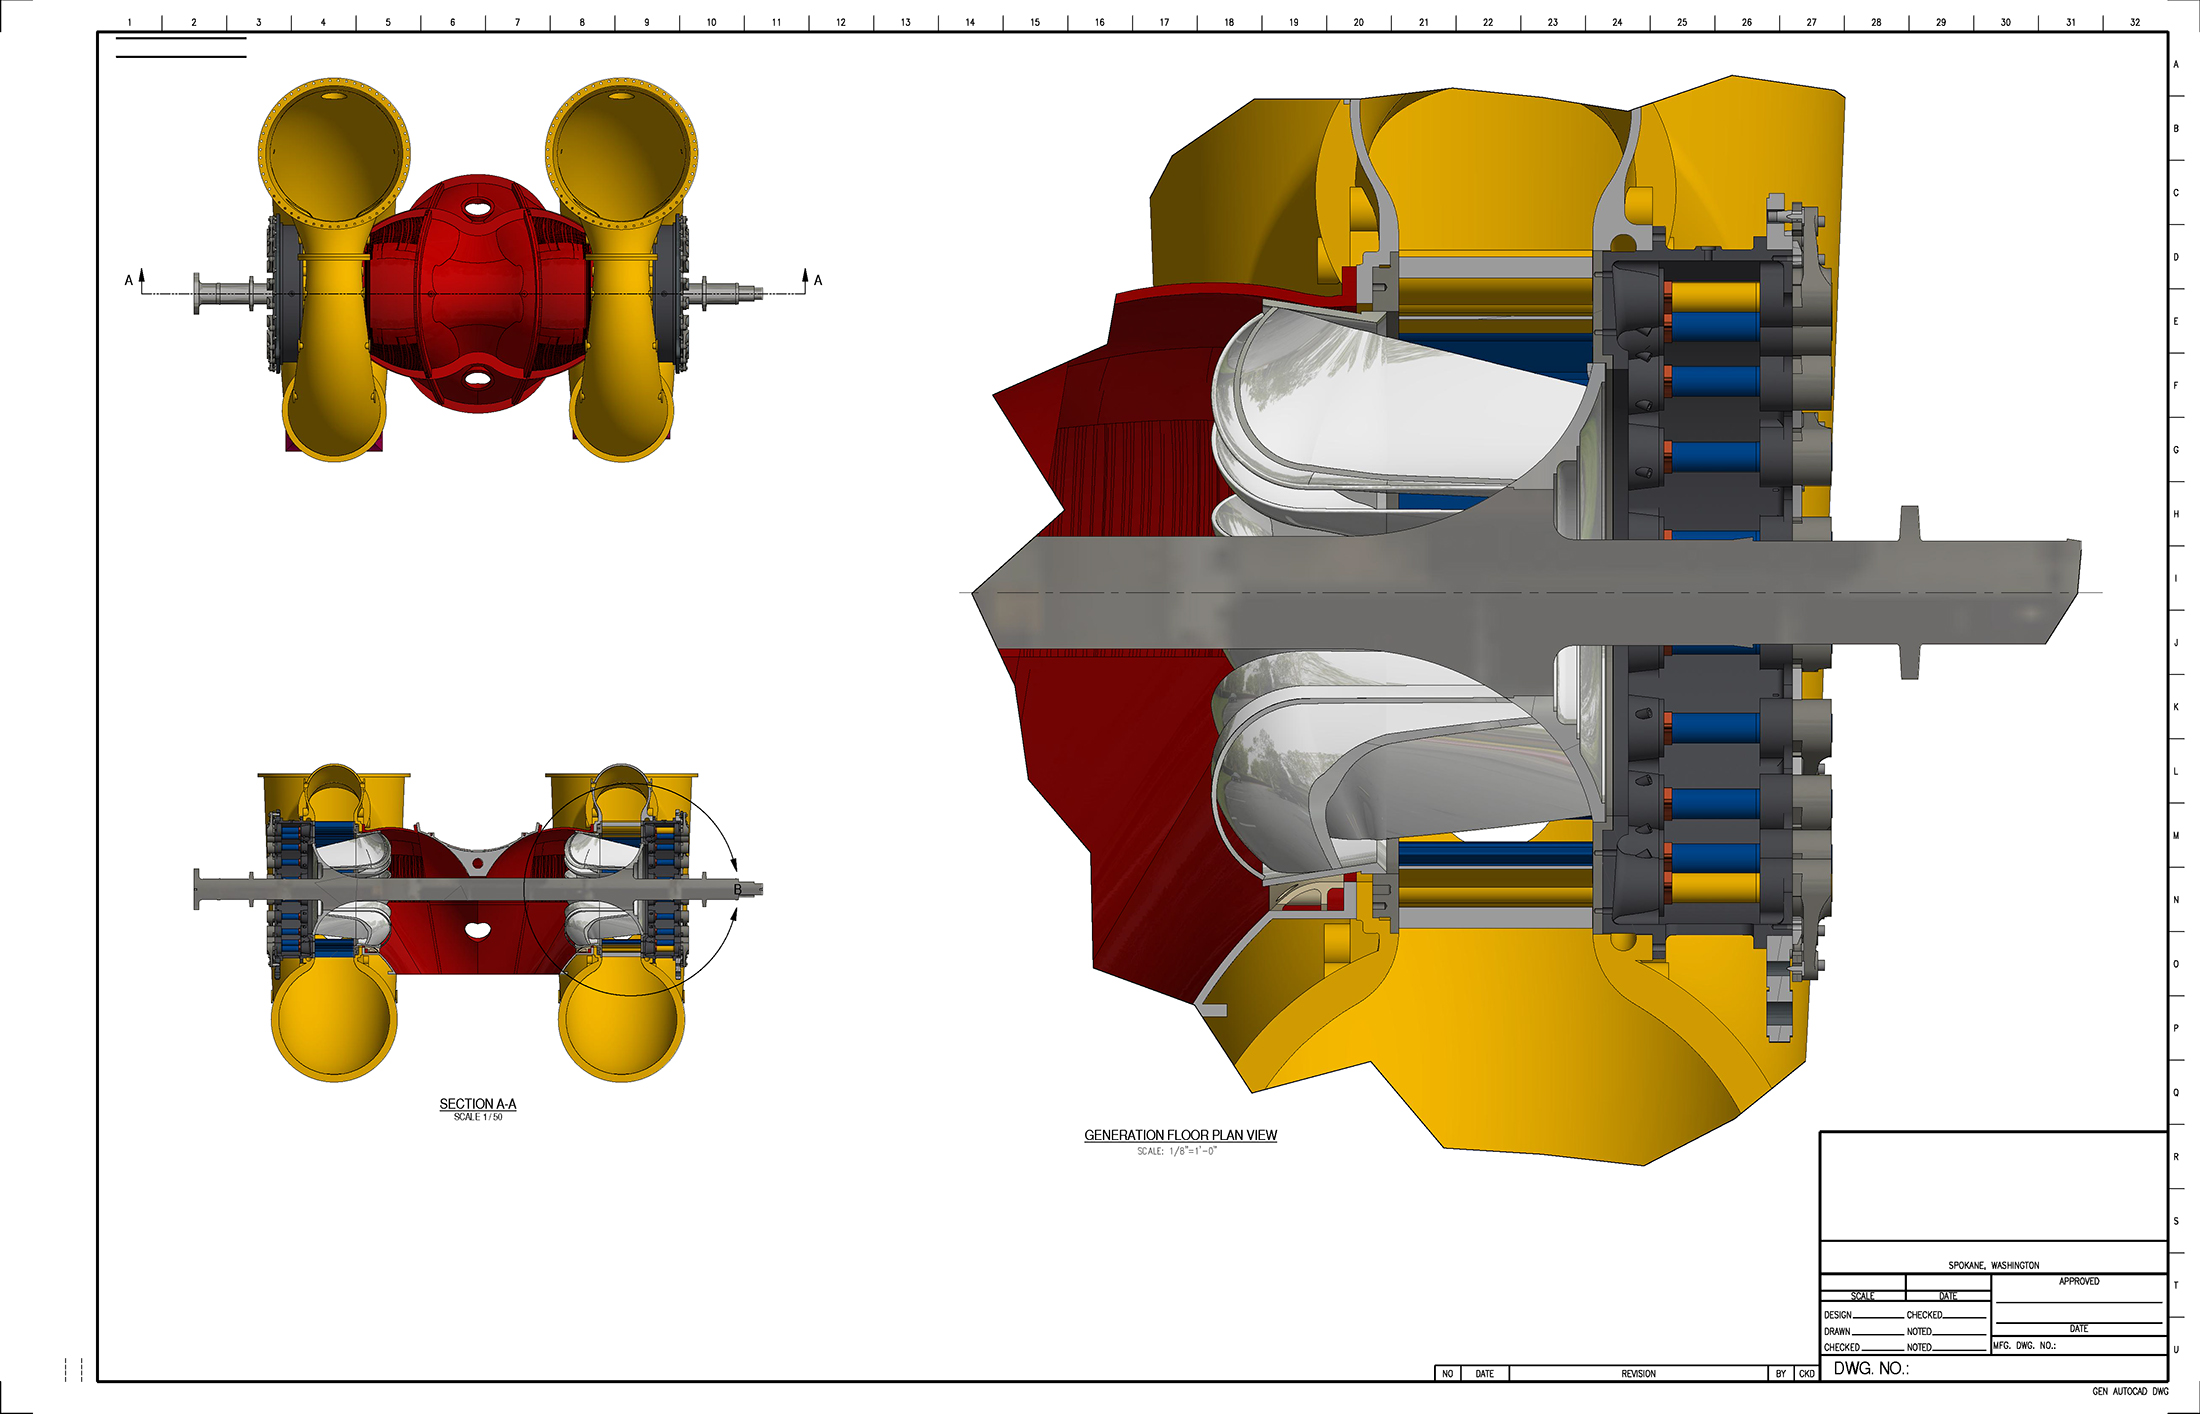 1 2 3 4 5 6 7 8 9 10 11 12 13 14 15 16 17 18 19 20 21 22 23 24 25 26 27 28 29 30 31 32
A
B
C
D
E
F
G
H
I
J
K
L
M
N
O
P
Q
R
S
T
U
A A
B
SECTION A-A
SCALE 1 / 50
GENERATION FLOOR PLAN VIEW
SCALE: 1/8"=1'-0"
SPOKANE, WASHINGTON
SCALE DATE APPROVED
DESIGN CHECKED
DRAWN NOTED DATE
CHECKED NOTED MFG. DWG. NO.:
NO DATE REVISION BY CKD DWG. NO.:
GEN AUTOCAD DWG